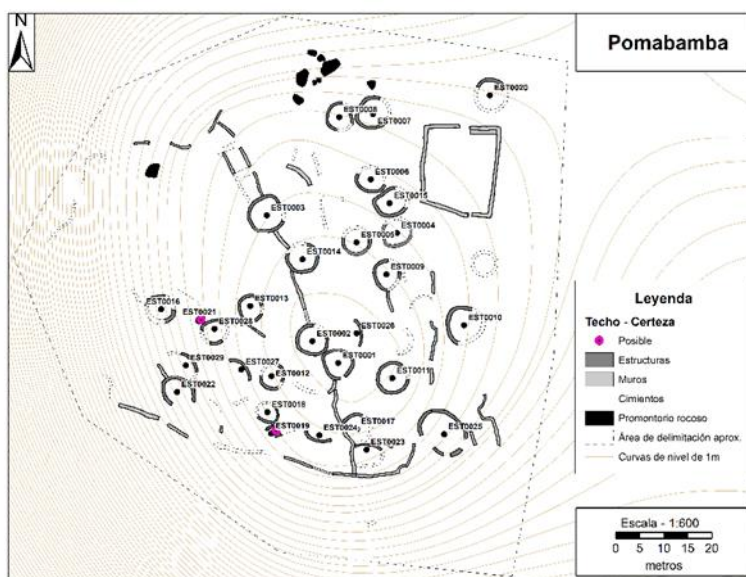 N
Pomabamba
EST0020
EST0008
EST0007
EST0006
EST0015
EST0003
EST0004
EST0005
EST0014
EST0009
EST0016
EST0021
EST0013
EST0028
EST0010
EST0002
EST0026
EST0001
EST0029
EST0027
EST0012
EST0011
EST0022
EST0018
EST0017
EST0019
EST0024
EST0025
EST0023
Leyenda
Techo - Certeza
Posible
Estructuras
Muros
Cimientos
Promontorio rocoso
Área de delimitación aprox.
Curvas de nivel de 1m
Escala - 1:600
0 5 10 15 20
metros